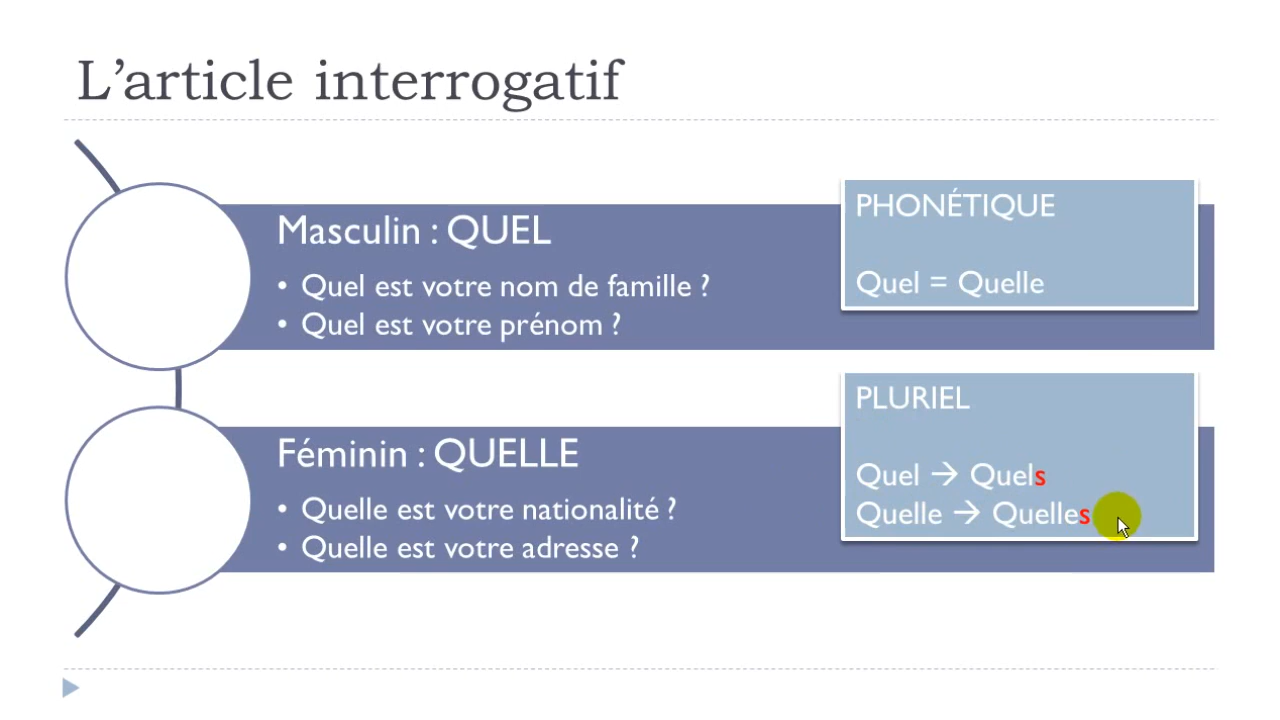 L’article interrogatif
Masculin : QUEL
• Quel est votre nom de famille ?
• Quel est votre prénom ?
PHONÉTIQUE
Quel = Quelle
Féminin : QUELLE
• Quelle est votre nationalité ?
• Quelle est votre adresse ?
PLURIEL
Quel → Quels
Quelle → Quelles